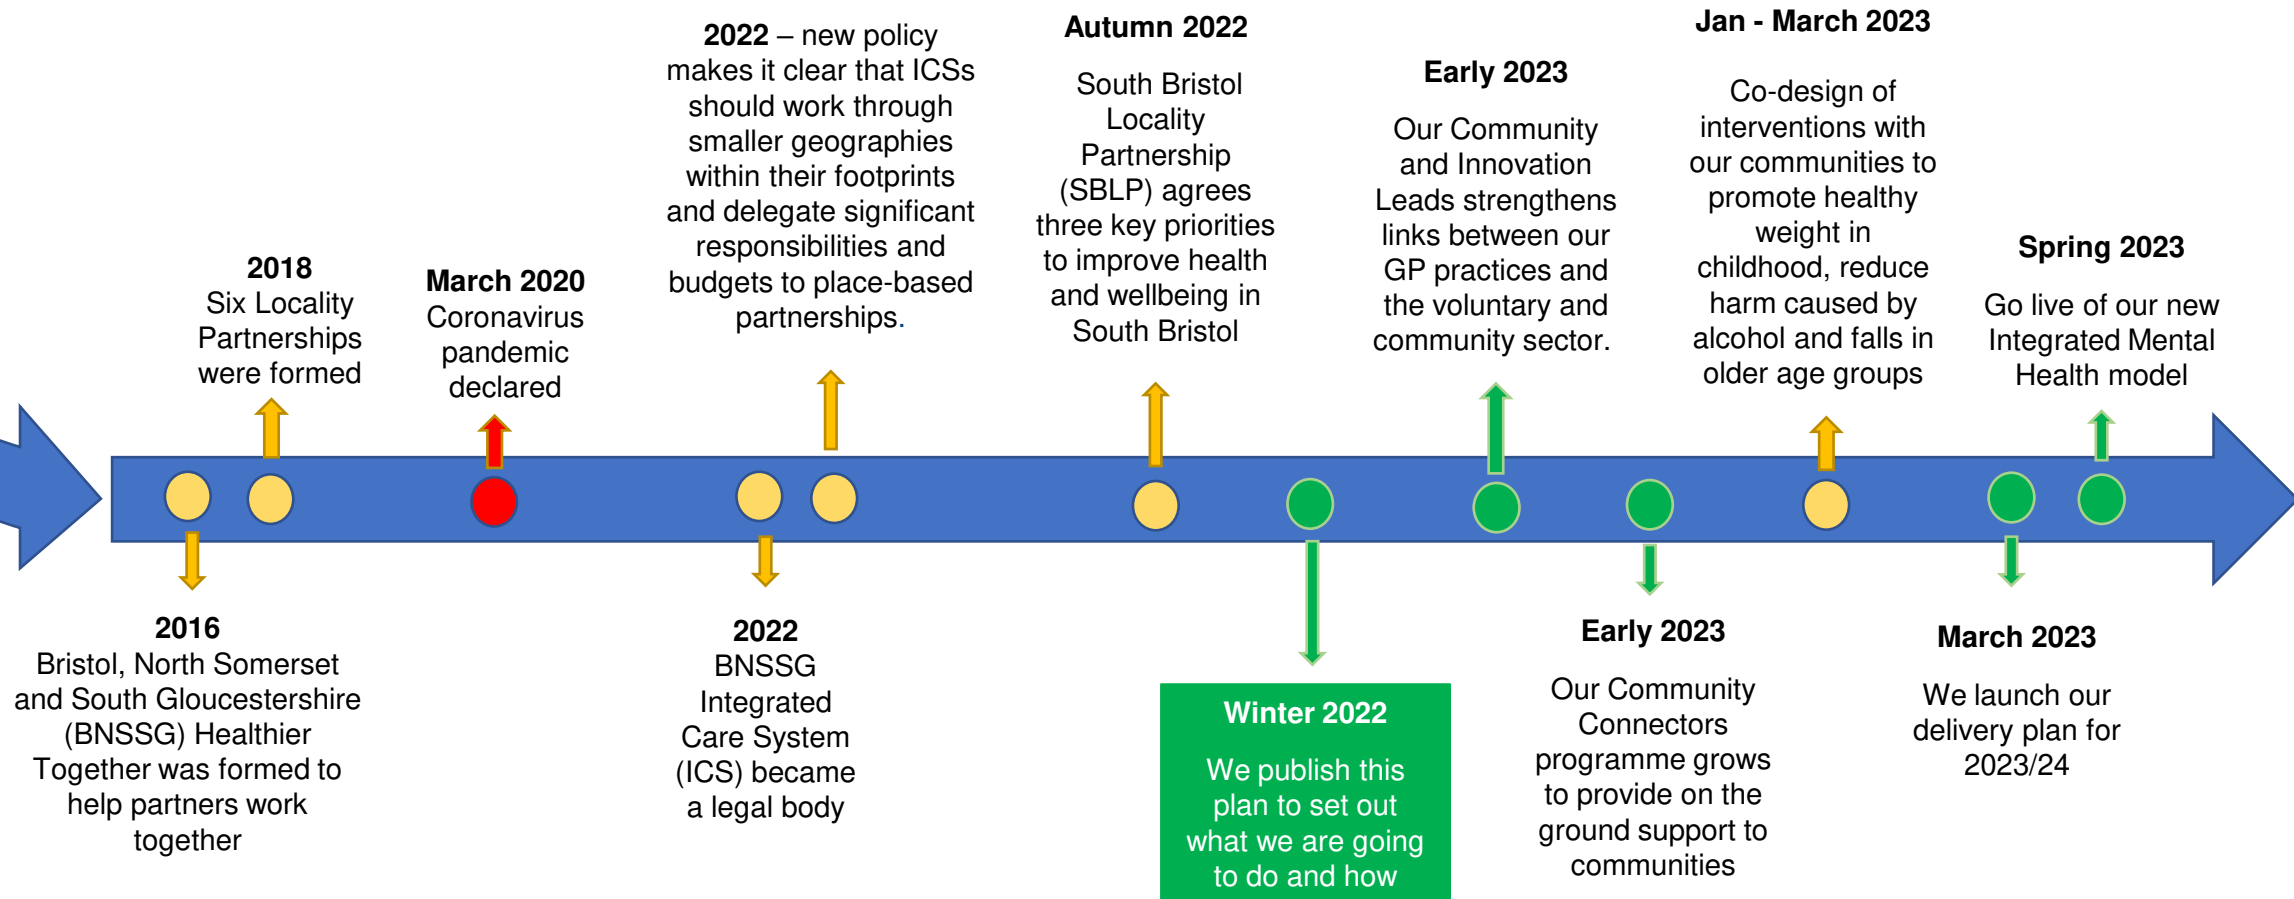 2018
Six Locality
Partnerships
were formed
March 2020
Coronavirus
pandemic
declared
2022 – new policy
makes it clear that ICSs
should work through
smaller geographies
within their footprints
and delegate significant
responsibilities and
budgets to place-based
partnerships.
Autumn 2022
South Bristol
Locality
Partnership
(SBLP) agrees
three key priorities
to improve health
and wellbeing in
South Bristol
Early 2023
Our Community
and Innovation
Leads strengthens
links between our
GP practices and
the voluntary and
community sector.
Jan - March 2023
Co-design of
interventions with
our communities to
promote healthy
weight in
childhood, reduce
harm caused by
alcohol and falls in
older age groups
Spring 2023
Go live of our new
Integrated Mental
Health model
2016
Bristol, North Somerset
and South Gloucestershire
(BNSSG) Healthier
Together was formed to
help partners work
together
2022
BNSSG
Integrated
Care System
(ICS) became
a legal body
Winter 2022
We publish this
plan to set out
what we are going
to do and how
Early 2023
Our Community
Connectors
programme grows
to provide on the
ground support to
communities
March 2023
We launch our
delivery plan for
2023/24